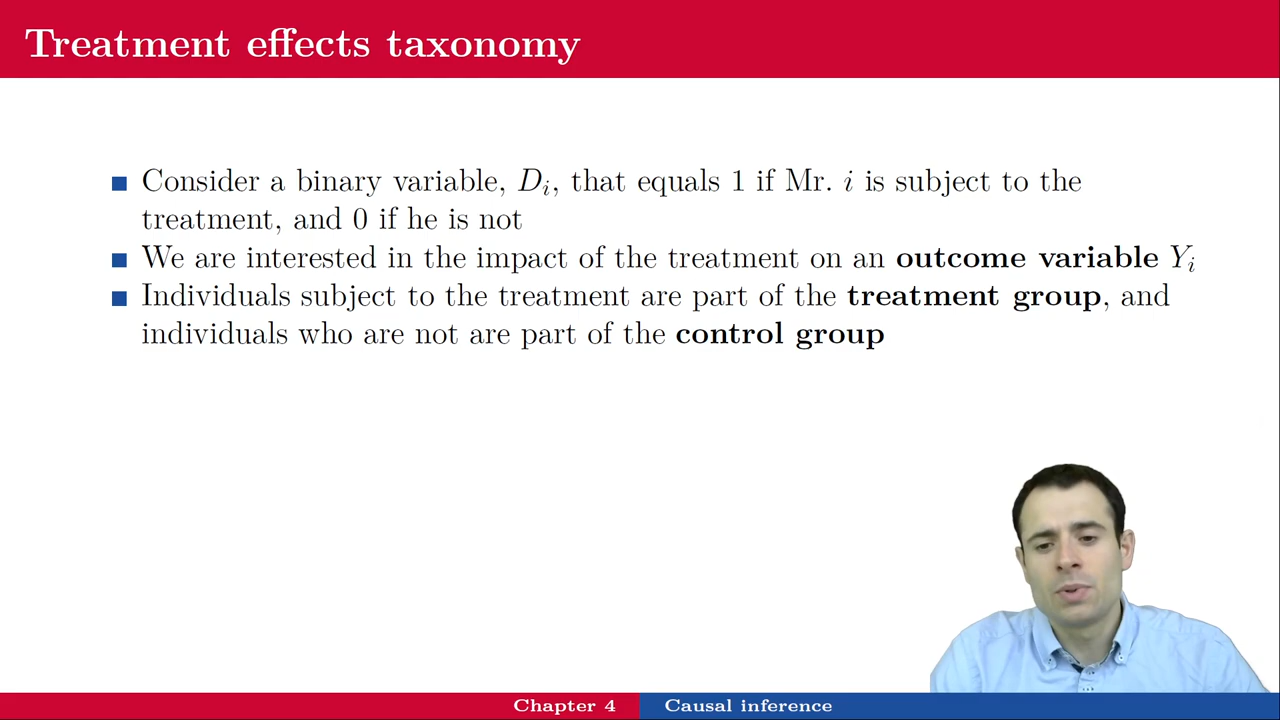 Treatment effects taxonomy
Consider a binary variable, Dᵢ, that equals 1 if Mr. i is subject to the
treatment, and 0 if he is not
We are interested in the impact of the treatment on an outcome variable Yᵢ
Individuals subject to the treatment are part of the treatment group, and
individuals who are not are part of the control group
Chapter 4 Causal inference